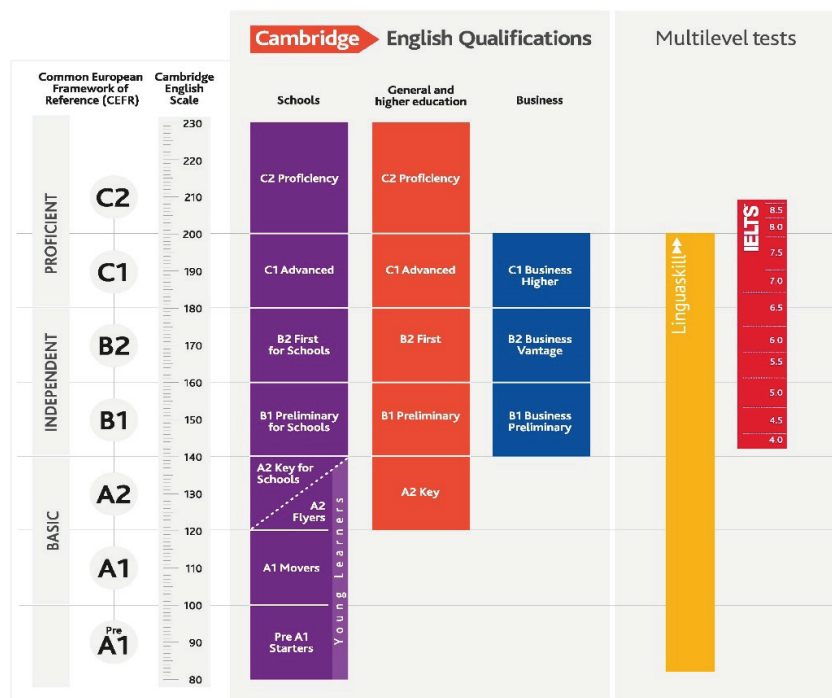 Cambridge English Qualifications
Multilevel tests
Common European
Framework of
Reference (CEFR)
Cambridge
English
Scale
Schools
General and
higher education
Business
PROFICIENT
INDEPENDENT
BASIC
C2
C1
B2
B1
A2
A1
Pre
A1
230
220
210
200
190
180
170
160
150
140
130
120
110
100
90
80
C2 Proficiency
C1 Advanced
B2 First
for Schools
B1 Preliminary
for Schools
A2 Key for
Schools
A2
Flyers
A1 Movers
Pre A1
Starters
Young Learners
C2 Proficiency
C1 Advanced
B2 First
B1 Preliminary
A2 Key
C1 Business
Higher
B2 Business
Vantage
B1 Business
Preliminary
Linguaskill
IELTS
8.5
8.0
7.5
7.0
6.5
6.0
5.5
5.0
4.5
4.0